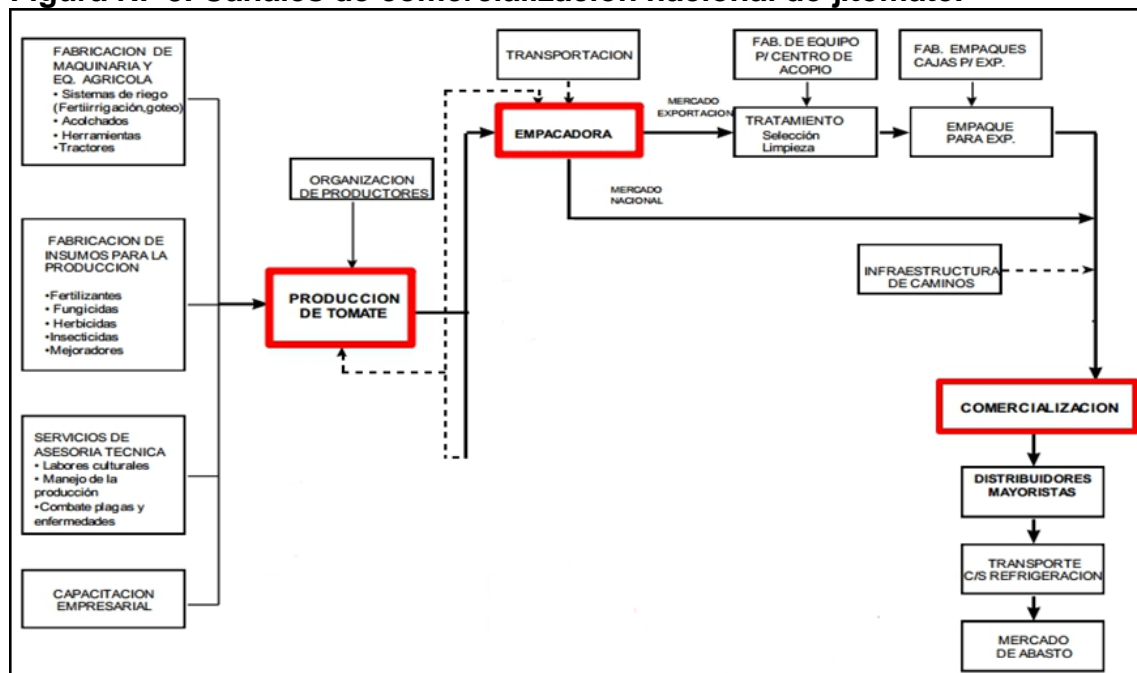 FABRICACION DE
MAQUINARIA Y
EQ. AGRICOLA
• Sistemas de riego
(Fertiirrigación,goteo)
• Acolchados
• Herramientas
• Tractores
FABRICACION DE
INSUMOS PARA LA
PRODUCCION
•Fertilizantes
• Fungicidas
• Herbicidas
•Insecticidas
•Mejoradores
SERVICIOS DE
ASESORIA TECNICA
• Labores culturales
• Manejo de la
producción
•Combate plagas y
enfermedades
CAPACITACION
EMPRESARIAL
ORGANIZACION
DE PRODUCTORES
PRODUCCION
DE TOMATE
TRANSPORTACION
EMPACADORA
MERCADO
EXPORTACION
MERCADO
NACIONAL
FAB. DE EQUIPO
P/ CENTRO DE
ACOPIO
TRATAMIENTO
Selección
Limpieza
FAB. EMPAQUES
CAJAS P/ EXP.
EMPAQUE
PARA EXP.
INFRAESTRUCTURA
DE CAMINOS
COMERCIALIZACION
DISTRIBUIDORES
MAYORISTAS
TRANSPORTE
C/S REFRIGERACION
MERCADO
DE ABASTO